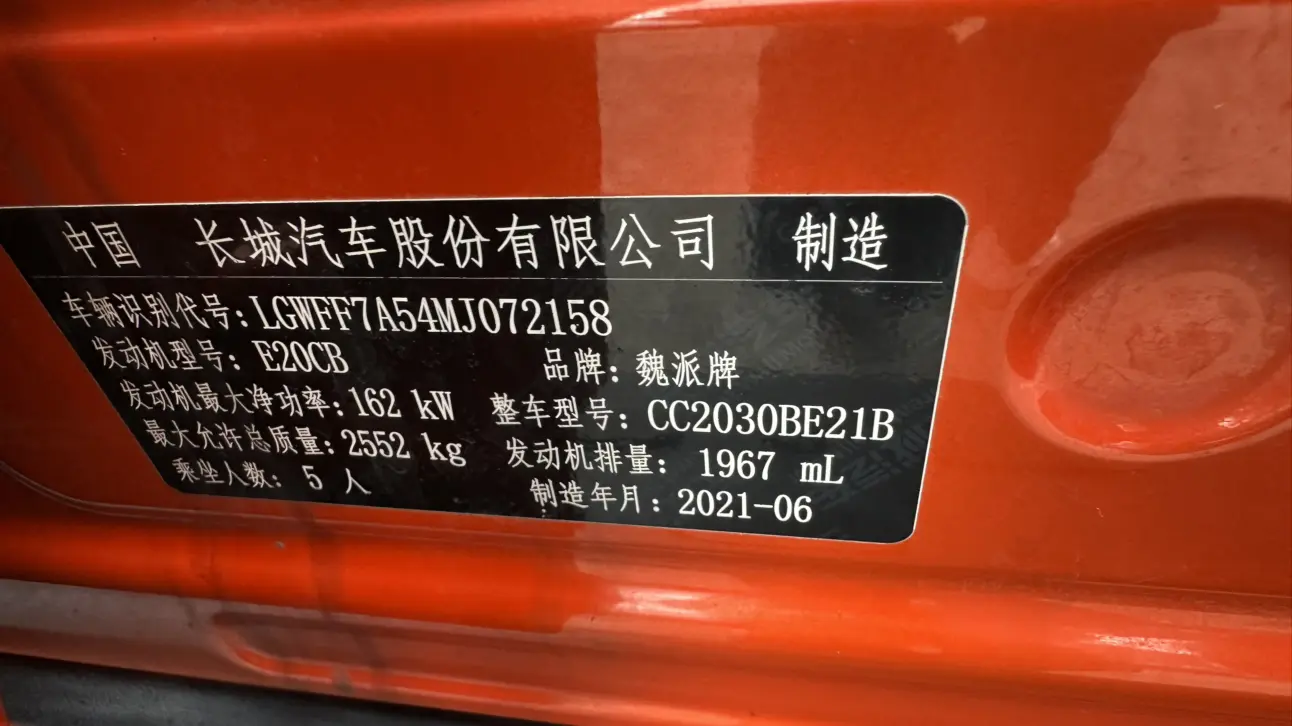 中国 长城汽车股份有限公司 制造
车辆识别代号:LGWFF7A54MJ072158
发动机型号:E20CB 品牌:魏派牌
发动机最大净功率:162 kW 整车型号:CC2030BE21B
最大允许总质量:2552 kg 发动机排量:1967 mL
乘坐人数:5 人 制造年月:2021-06